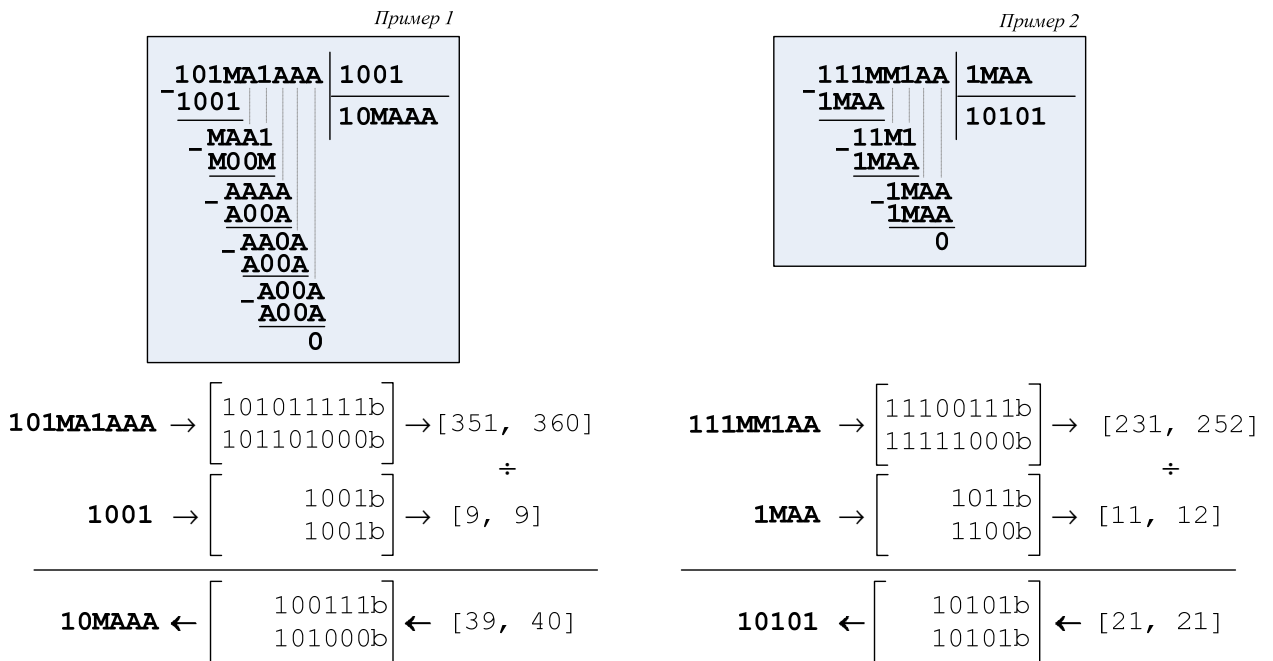 Пример 1
101MA1AAA 1001
- 1001 10MAAA
MAA1
- M00M
AAAA
- A00A
AA0A
- A00A
A00A
- A00A
0
Пример 2
111MM1AA 1MAA
- 1MAA 10101
11M1
- 1MAA
1MAA
- 1MAA
0
101MA1AAA → [101011111b 101101000b] → [351, 360]
÷
1001 → [1001b 1001b] → [9, 9]
10MAAA ← [100111b 101000b] ← [39, 40]
111MM1AA → [11100111b 11111000b] → [231, 252]
÷
1MAA → [1011b 1100b] → [11, 12]
10101 ← [10101b 10101b] ← [21, 21]